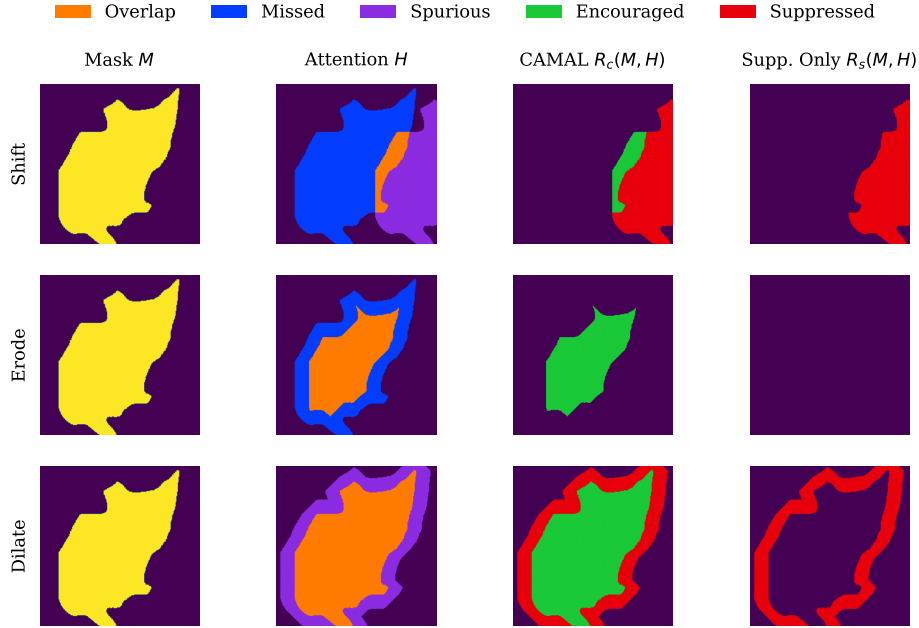 Overlap Missed Spurious Encouraged Suppressed
Mask M Attention H CAMAL R_c(M, H) Supp. Only R_s(M, H)
Shift
Erode
Dilate